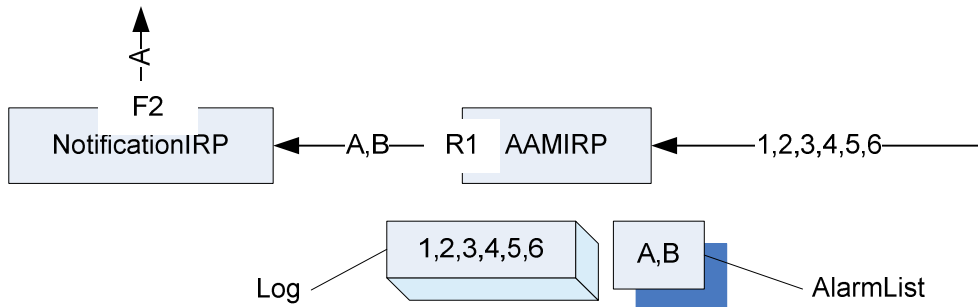 A
F2
NotificationIRP
A,B
R1
AAMIRP
1,2,3,4,5,6
1,2,3,4,5,6
A,B
Log
AlarmList